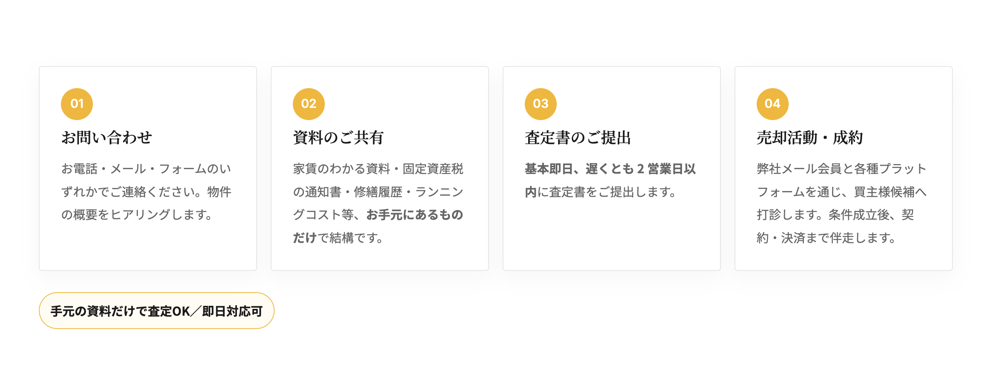 01
お問い合わせ
お電話・メール・フォームのい
ずれかでご連絡ください。物件
の概要をヒアリングします。
02
資料のご共有
家賃のわかる資料・固定資産税
の通知書・修繕履歴・ランニン
グコスト等、お手元にあるもの
だけで結構です。
03
査定書のご提出
基本即日、遅くとも 2 営業日以
内に査定書をご提出します。
04
売却活動・成約
弊社メール会員と各種プラット
フォームを通じ、買主様候補へ
打診します。条件成立後、契
約・決済まで伴走します。
手元の資料だけで査定OK／即日対応可